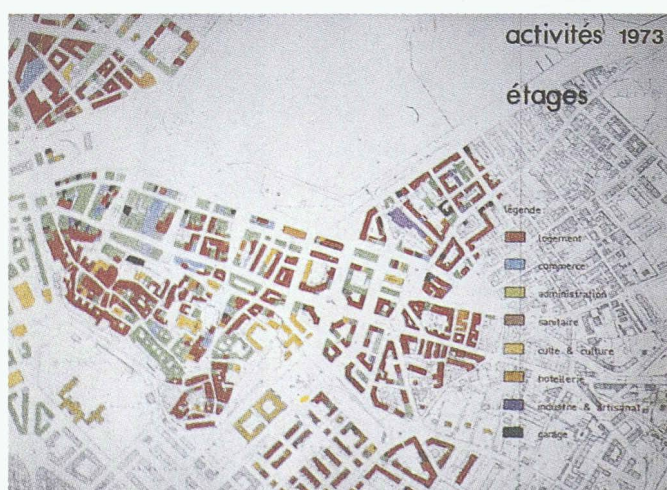 activités 1973
étages
légende:
logement
commerce
administration
sanitaire
culte & culture
hotellerie
industrie & artisanat
garage